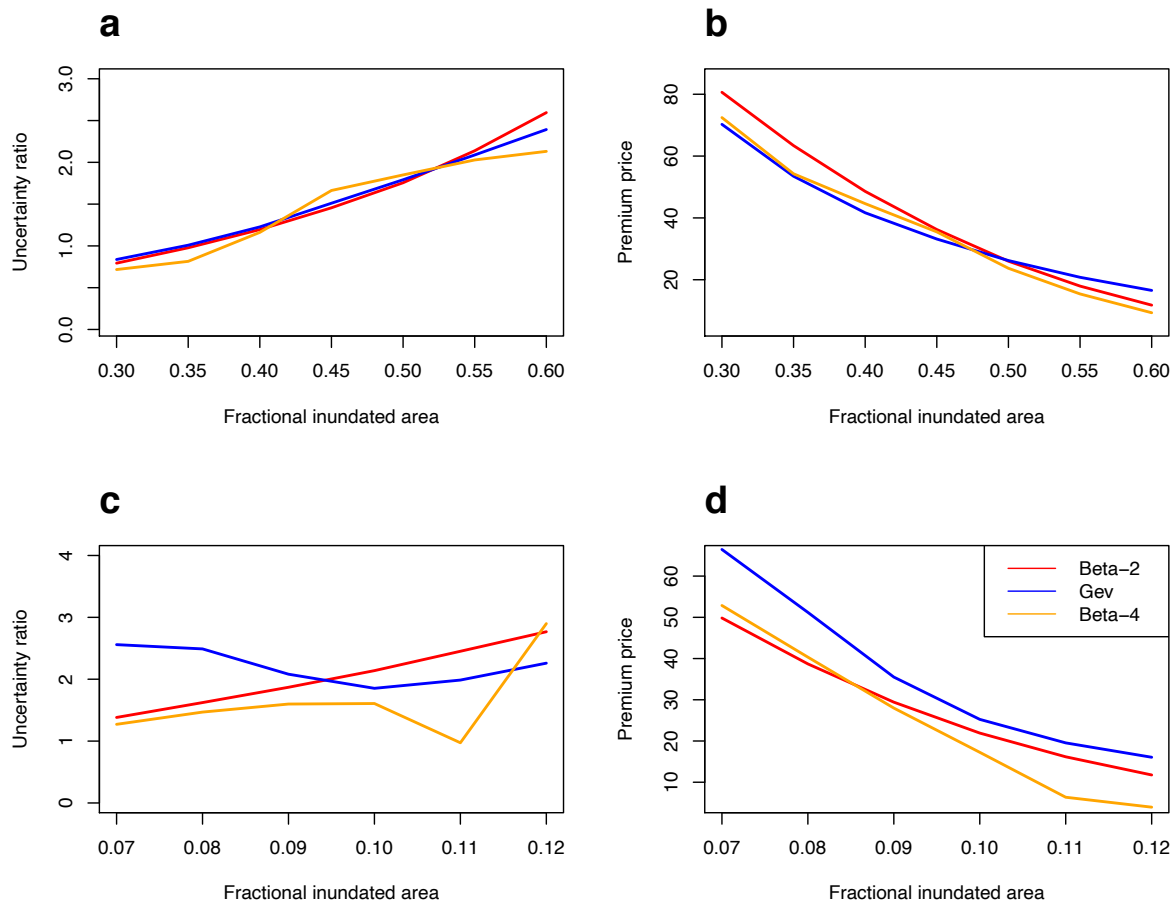 a
Uncertainty ratio
3.0
2.0
1.0
0.0
0.30 0.35 0.40 0.45 0.50 0.55 0.60
Fractional inundated area
b
Premium price
80
60
40
20
0.30 0.35 0.40 0.45 0.50 0.55 0.60
Fractional inundated area
c
Uncertainty ratio
4
3
2
1
0
0.07 0.08 0.09 0.10 0.11 0.12
Fractional inundated area
d
Premium price
60
50
40
30
20
10
Beta−2
Gev
Beta−4
0.07 0.08 0.09 0.10 0.11 0.12
Fractional inundated area